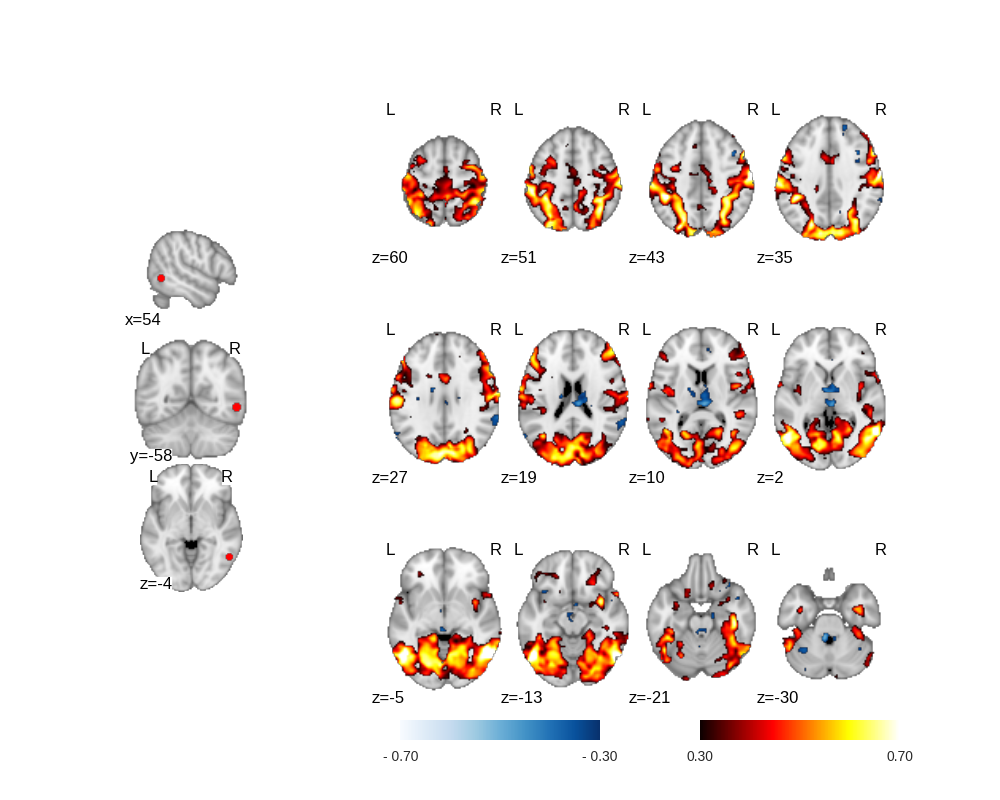 L R L R L R L R
z=60 z=51 z=43 z=35
x=54
L R
y=-58
L R
z=-4
L R L R L R L R
z=27 z=19 z=10 z=2
L R L R L R L R
z=-5 z=-13 z=-21 z=-30
- 0.70 - 0.30 0.30 0.70